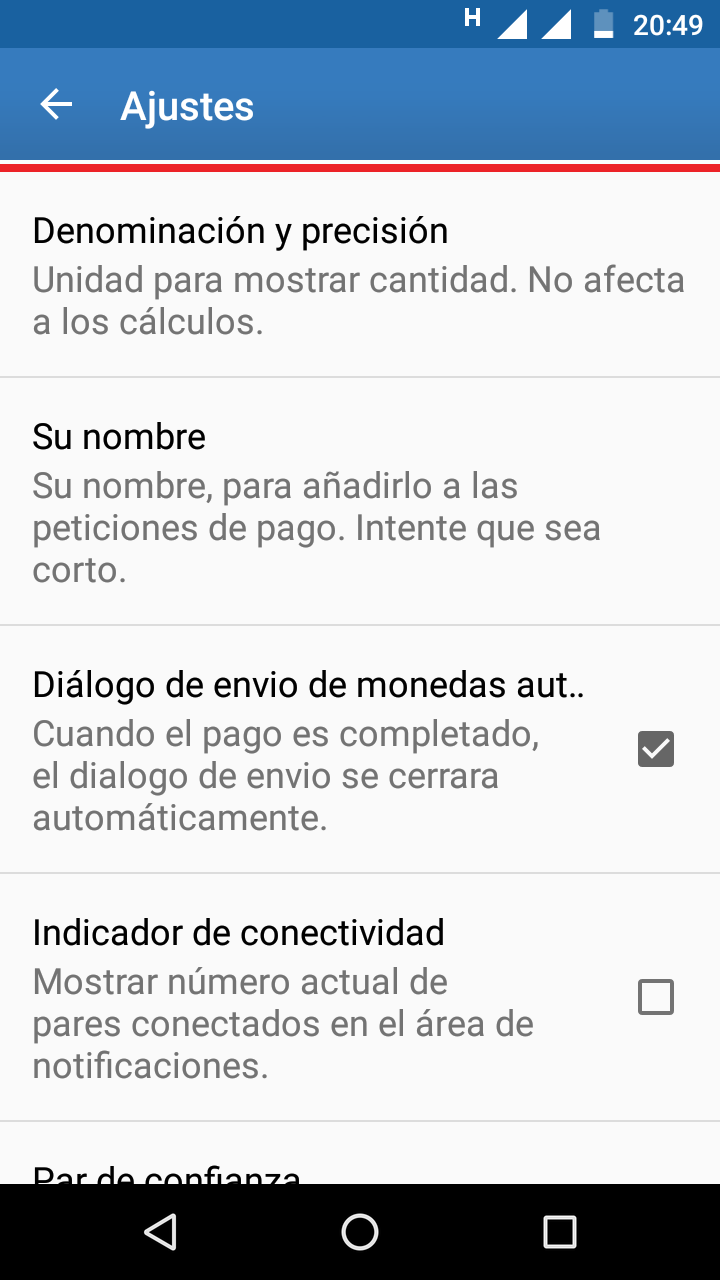 H 20:49
Ajustes
Denominación y precisión
Unidad para mostrar cantidad. No afecta
a los cálculos.
Su nombre
Su nombre, para añadirlo a las
peticiones de pago. Intente que sea
corto.
Diálogo de envio de monedas aut..
Cuando el pago es completado,
el dialogo de envio se cerrara
automáticamente.
Indicador de conectividad
Mostrar número actual de
pares conectados en el área de
notificaciones.
Par de confianza